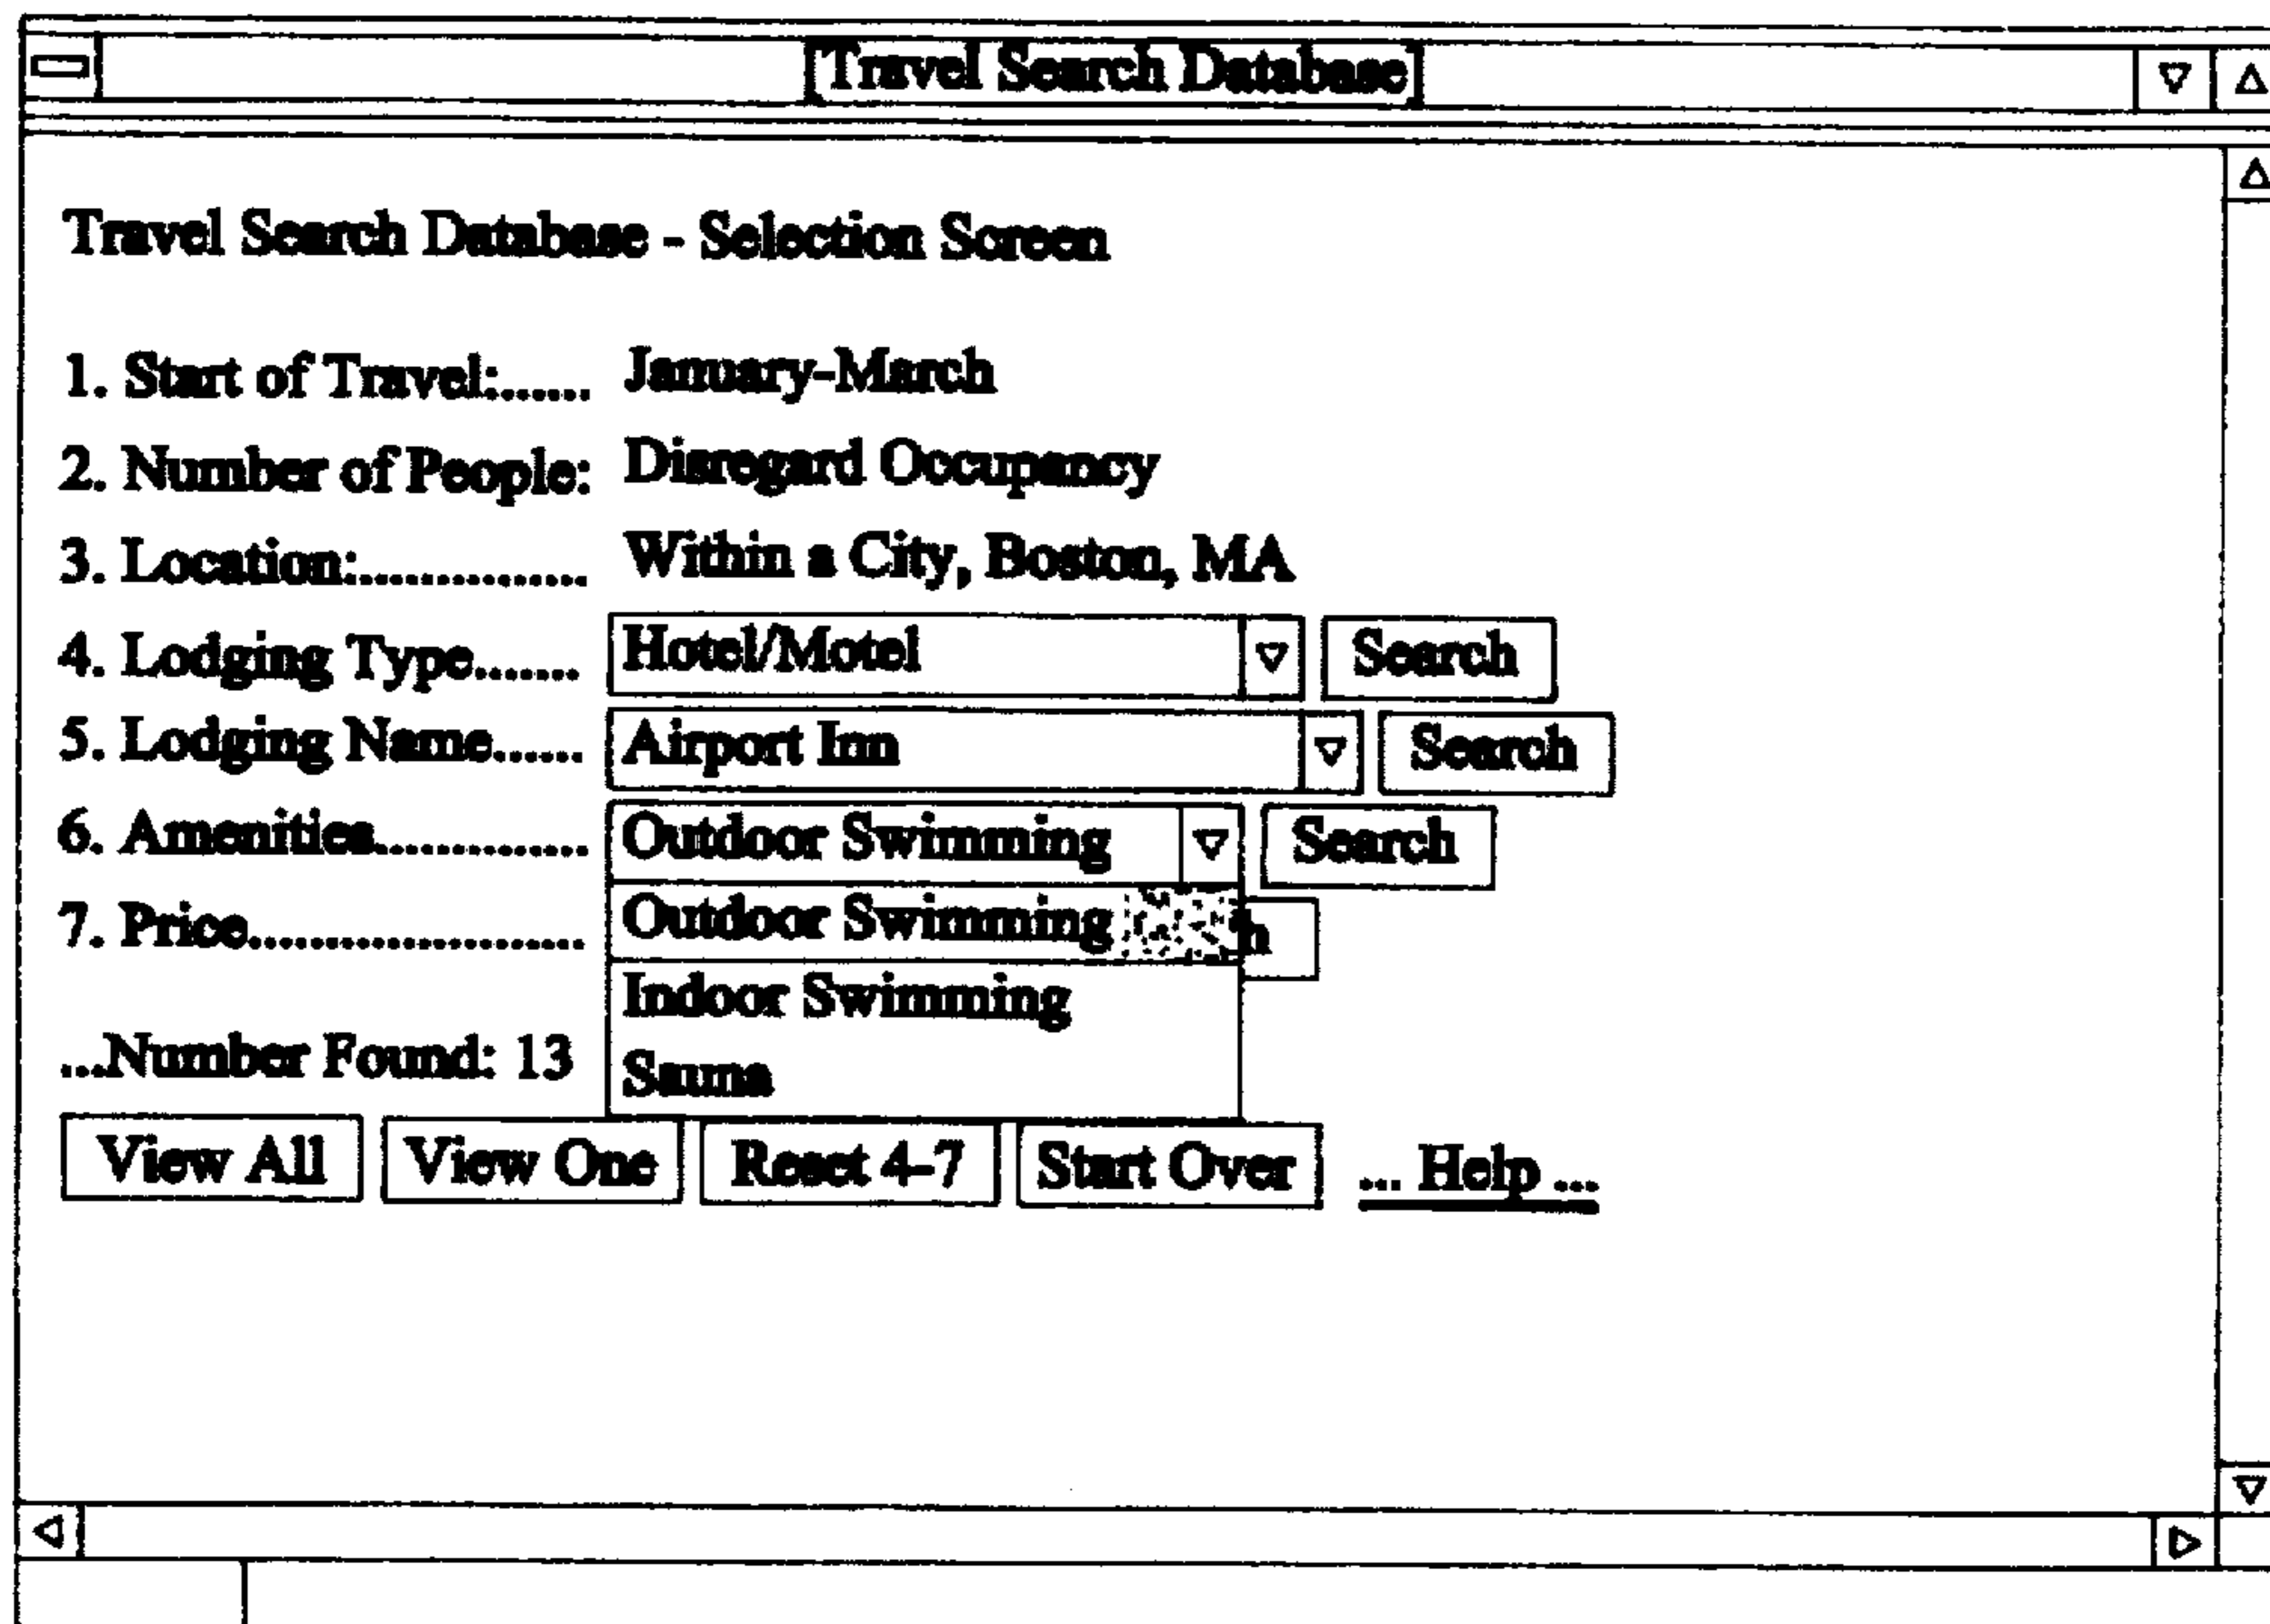 Travel Search Database
Travel Search Database - Selection Screen
1. Start of Travel:...... January-March
2. Number of People: Disregard Occupancy
3. Location:............... Within a City, Boston, MA
4. Lodging Type....... Hotel/Motel Search
5. Lodging Name...... Airport Inn Search
6. Amenities.............. Outdoor Swimming Search
7. Price...................... Outdoor Swimming h
Indoor Swimming
...Number Found: 13 Sauna
View All View One Reset 4-7 Start Over ... Help ...